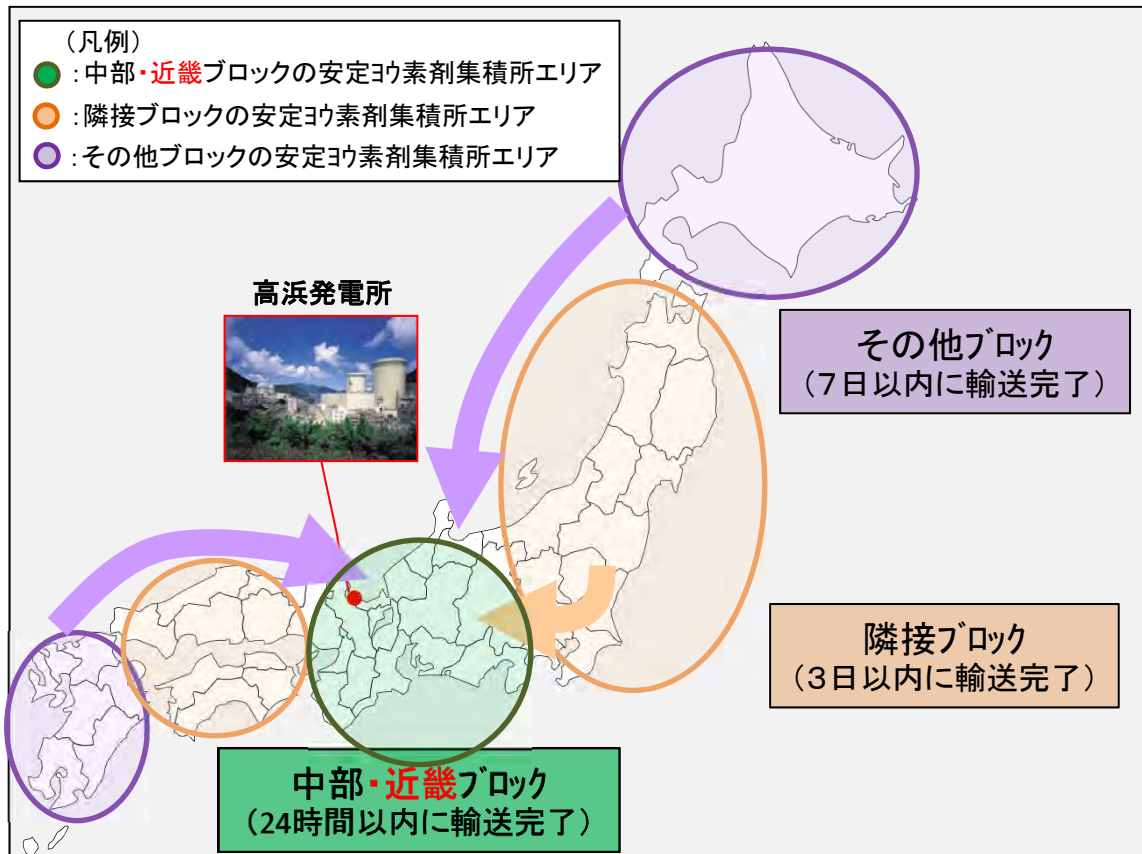 （凡例）
：中部・近畿ブロックの安定ﾖｳ素剤集積所エリア
：隣接ブロックの安定ﾖｳ素剤集積所エリア
：その他ブロックの安定ﾖｳ素剤集積所エリア
高浜発電所
その他ﾌﾞﾛｯｸ
（７日以内に輸送完了）
隣接ﾌﾞﾛｯｸ
（３日以内に輸送完了）
中部・近畿ﾌﾞﾛｯｸ
（24時間以内に輸送完了）